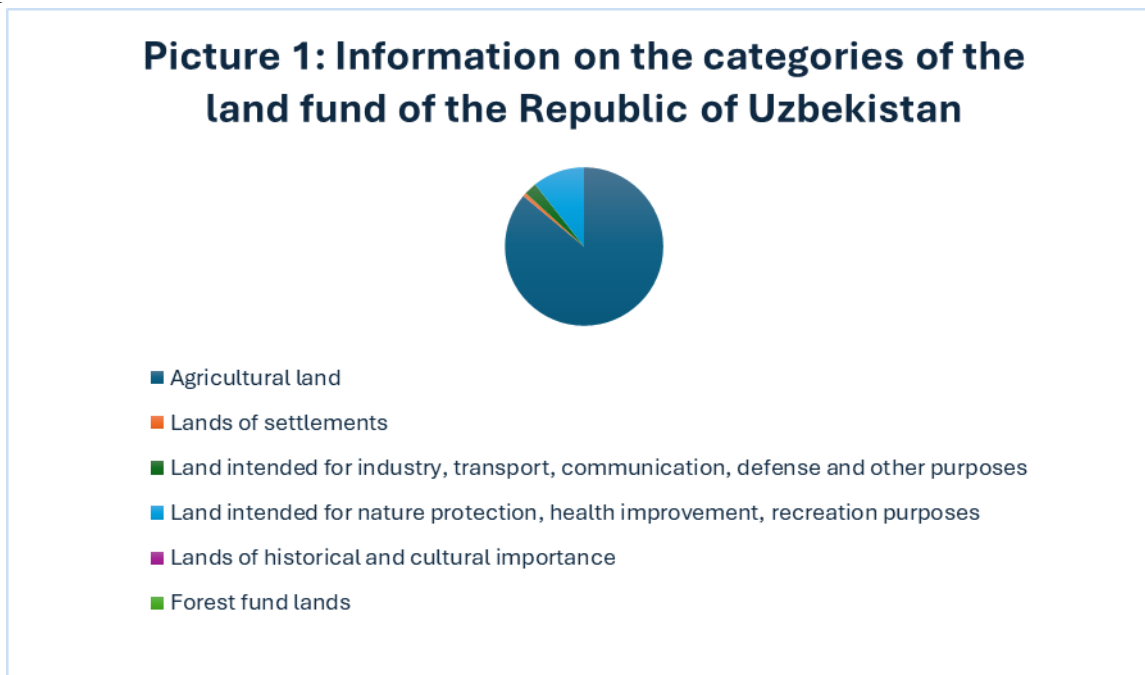 Picture 1: Information on the categories of the
land fund of the Republic of Uzbekistan
Agricultural land
Lands of settlements
Land intended for industry, transport, communication, defense and other purposes
Land intended for nature protection, health improvement, recreation purposes
Lands of historical and cultural importance
Forest fund lands